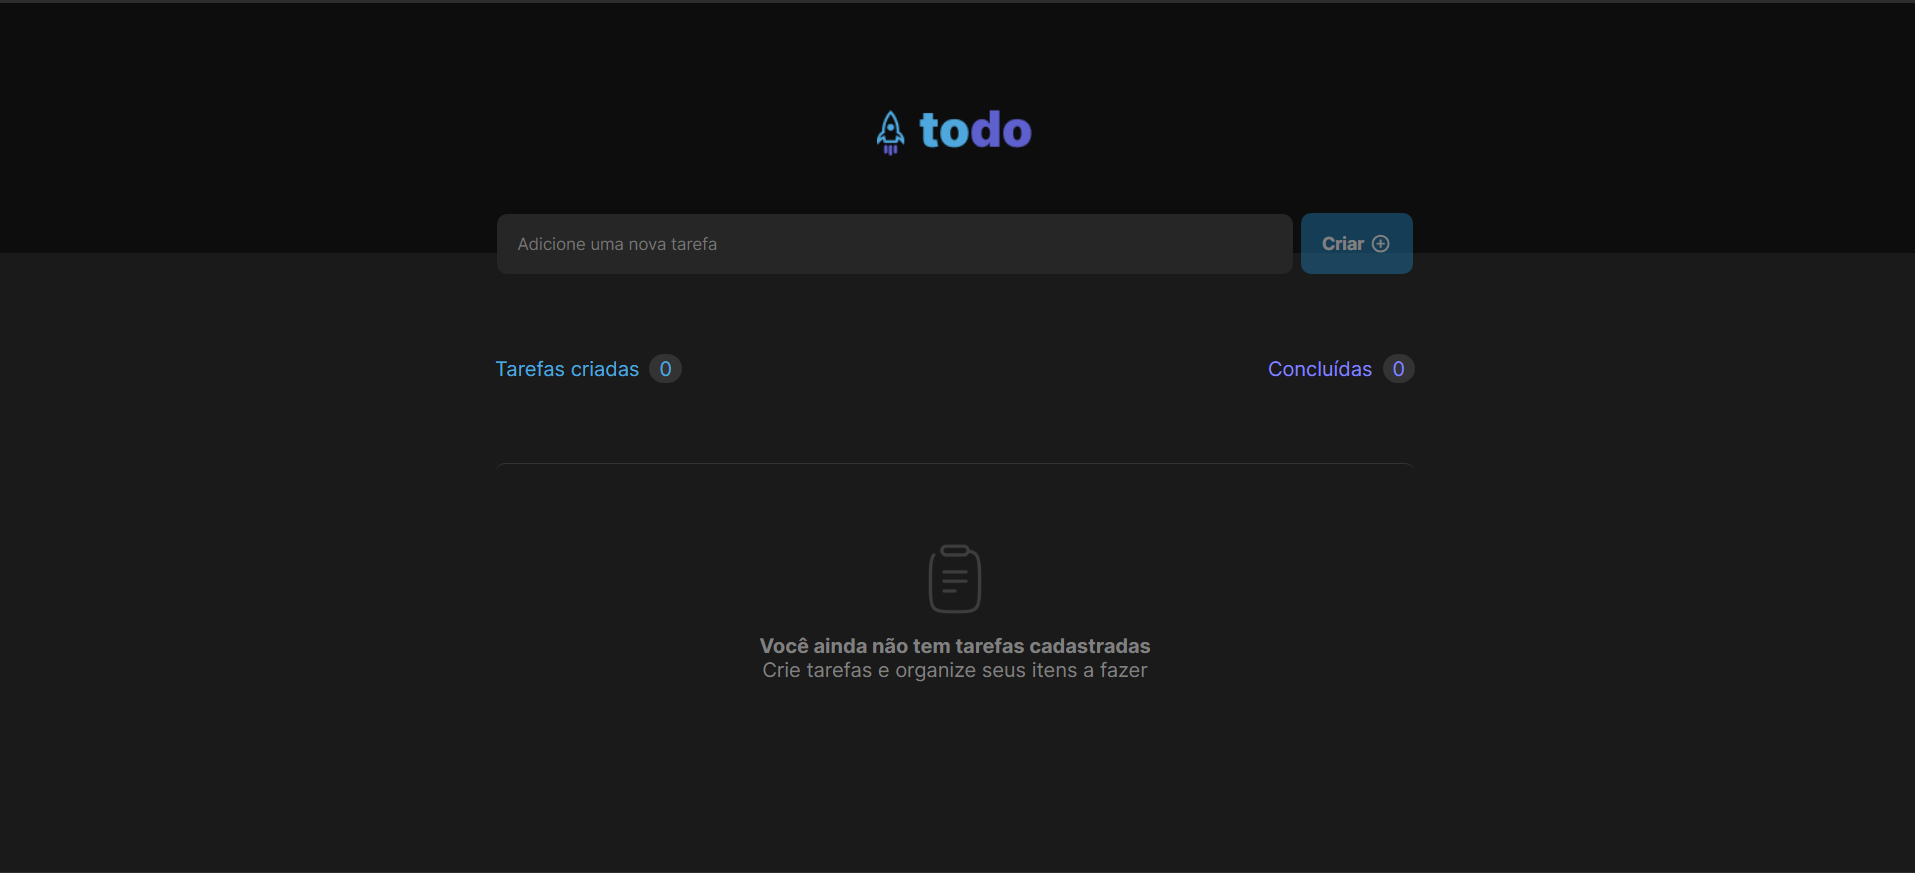 todo
Adicione uma nova tarefa
Criar
Tarefas criadas 0
Concluídas 0
Você ainda não tem tarefas cadastradas
Crie tarefas e organize seus itens a fazer